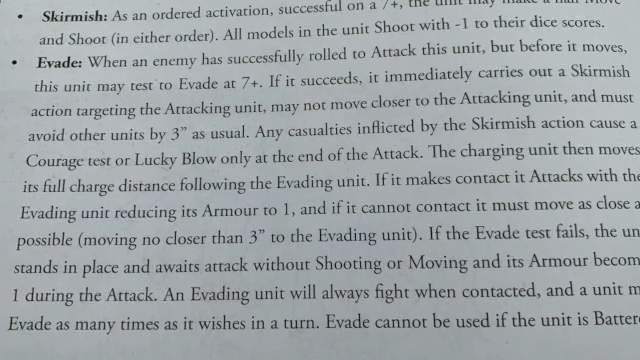 • Skirmish: As an ordered activation, successful on a 7+, the unit may make a half Move
and Shoot (in either order). All models in the unit Shoot with -1 to their dice scores.
• Evade: When an enemy has successfully rolled to Attack this unit, but before it moves,
this unit may test to Evade at 7+. If it succeeds, it immediately carries out a Skirmish
action targeting the Attacking unit, may not move closer to the Attacking unit, and must
avoid other units by 3” as usual. Any casualties inflicted by the Skirmish action cause a
Courage test or Lucky Blow only at the end of the Attack. The charging unit then moves
its full charge distance following the Evading unit. If it makes contact it Attacks with the
Evading unit reducing its Armour to 1, and if it cannot contact it must move as close a
possible (moving no closer than 3” to the Evading unit). If the Evade test fails, the un
stands in place and awaits attack without Shooting or Moving and its Armour becom
1 during the Attack. An Evading unit will always fight when contacted, and a unit m
Evade as many times as it wishes in a turn. Evade cannot be used if the unit is Batter